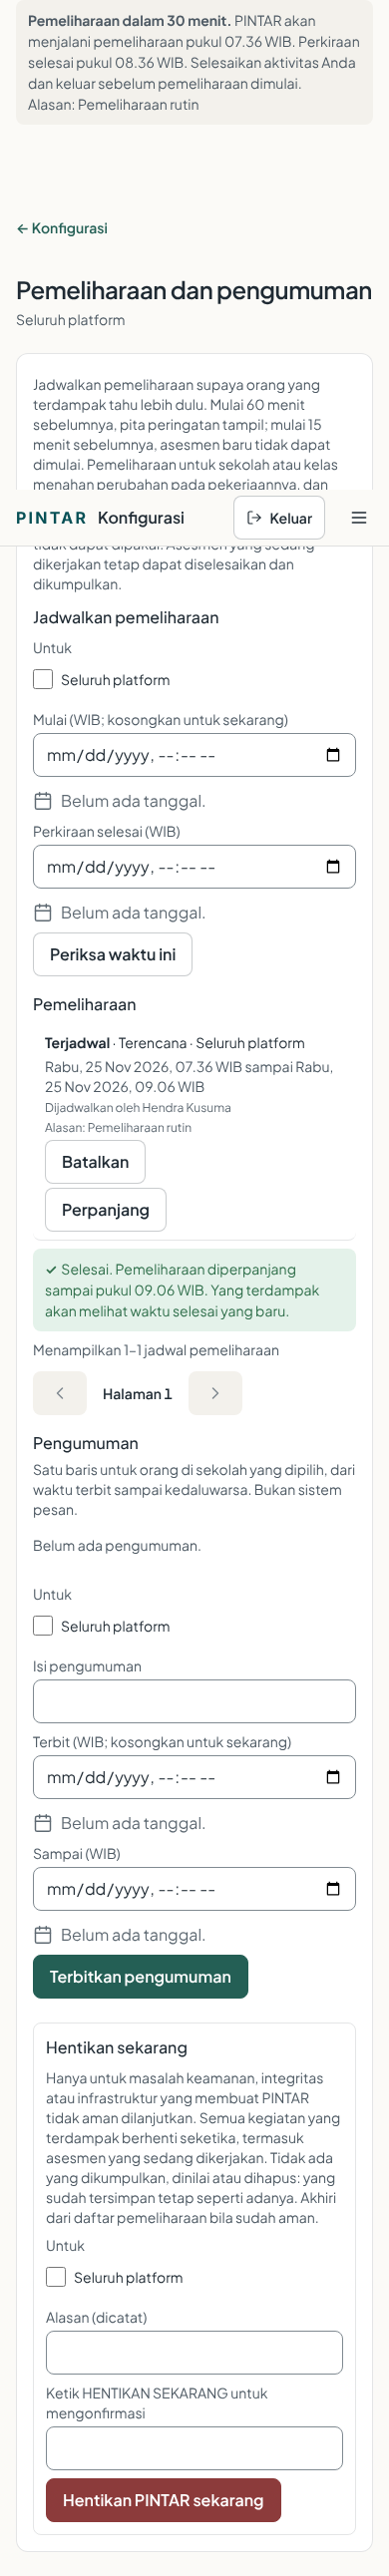 Pemeliharaan dalam 30 menit. PINTAR akan
menjalani pemeliharaan pukul 07.36 WIB. Perkiraan
selesai pukul 08.36 WIB. Selesaikan aktivitas Anda
dan keluar sebelum pemeliharaan dimulai.
Alasan: Pemeliharaan rutin
← Konfigurasi
Pemeliharaan dan pengumuman
Seluruh platform
Jadwalkan pemeliharaan supaya orang yang
terdampak tahu lebih dulu. Mulai 60 menit
sebelumnya, pita peringatan tampil; mulai 15
menit sebelumnya, asesmen baru tidak dapat
dimulai. Pemeliharaan untuk sekolah atau kelas
menahan perubahan pada pekerjaannya, dan
PINTAR Konfigurasi Keluar
tidak dapat dipakai. Asesmen yang sedang
dikerjakan tetap dapat diselesaikan dan
dikumpulkan.
Jadwalkan pemeliharaan
Untuk
Seluruh platform
Mulai (WIB; kosongkan untuk sekarang)
mm/dd/yyyy, --:-- --
Belum ada tanggal.
Perkiraan selesai (WIB)
mm/dd/yyyy, --:-- --
Belum ada tanggal.
Periksa waktu ini
Pemeliharaan
Terjadwal · Terencana · Seluruh platform
Rabu, 25 Nov 2026, 07.36 WIB sampai Rabu,
25 Nov 2026, 09.06 WIB
Dijadwalkan oleh Hendra Kusuma
Alasan: Pemeliharaan rutin
Batalkan
Perpanjang
✓ Selesai. Pemeliharaan diperpanjang
sampai pukul 09.06 WIB. Yang terdampak
akan melihat waktu selesai yang baru.
Menampilkan 1–1 jadwal pemeliharaan
Halaman 1
Pengumuman
Satu baris untuk orang di sekolah yang dipilih, dari
waktu terbit sampai kedaluwarsa. Bukan sistem
pesan.
Belum ada pengumuman.
Untuk
Seluruh platform
Isi pengumuman
Terbit (WIB; kosongkan untuk sekarang)
mm/dd/yyyy, --:-- --
Belum ada tanggal.
Sampai (WIB)
mm/dd/yyyy, --:-- --
Belum ada tanggal.
Terbitkan pengumuman
Hentikan sekarang
Hanya untuk masalah keamanan, integritas
atau infrastruktur yang membuat PINTAR
tidak aman dilanjutkan. Semua kegiatan yang
terdampak berhenti seketika, termasuk
asesmen yang sedang dikerjakan. Tidak ada
yang dikumpulkan, dinilai atau dihapus: yang
sudah tersimpan tetap seperti adanya. Akhiri
dari daftar pemeliharaan bila sudah aman.
Untuk
Seluruh platform
Alasan (dicatat)
Ketik HENTIKAN SEKARANG untuk
mengonfirmasi
Hentikan PINTAR sekarang